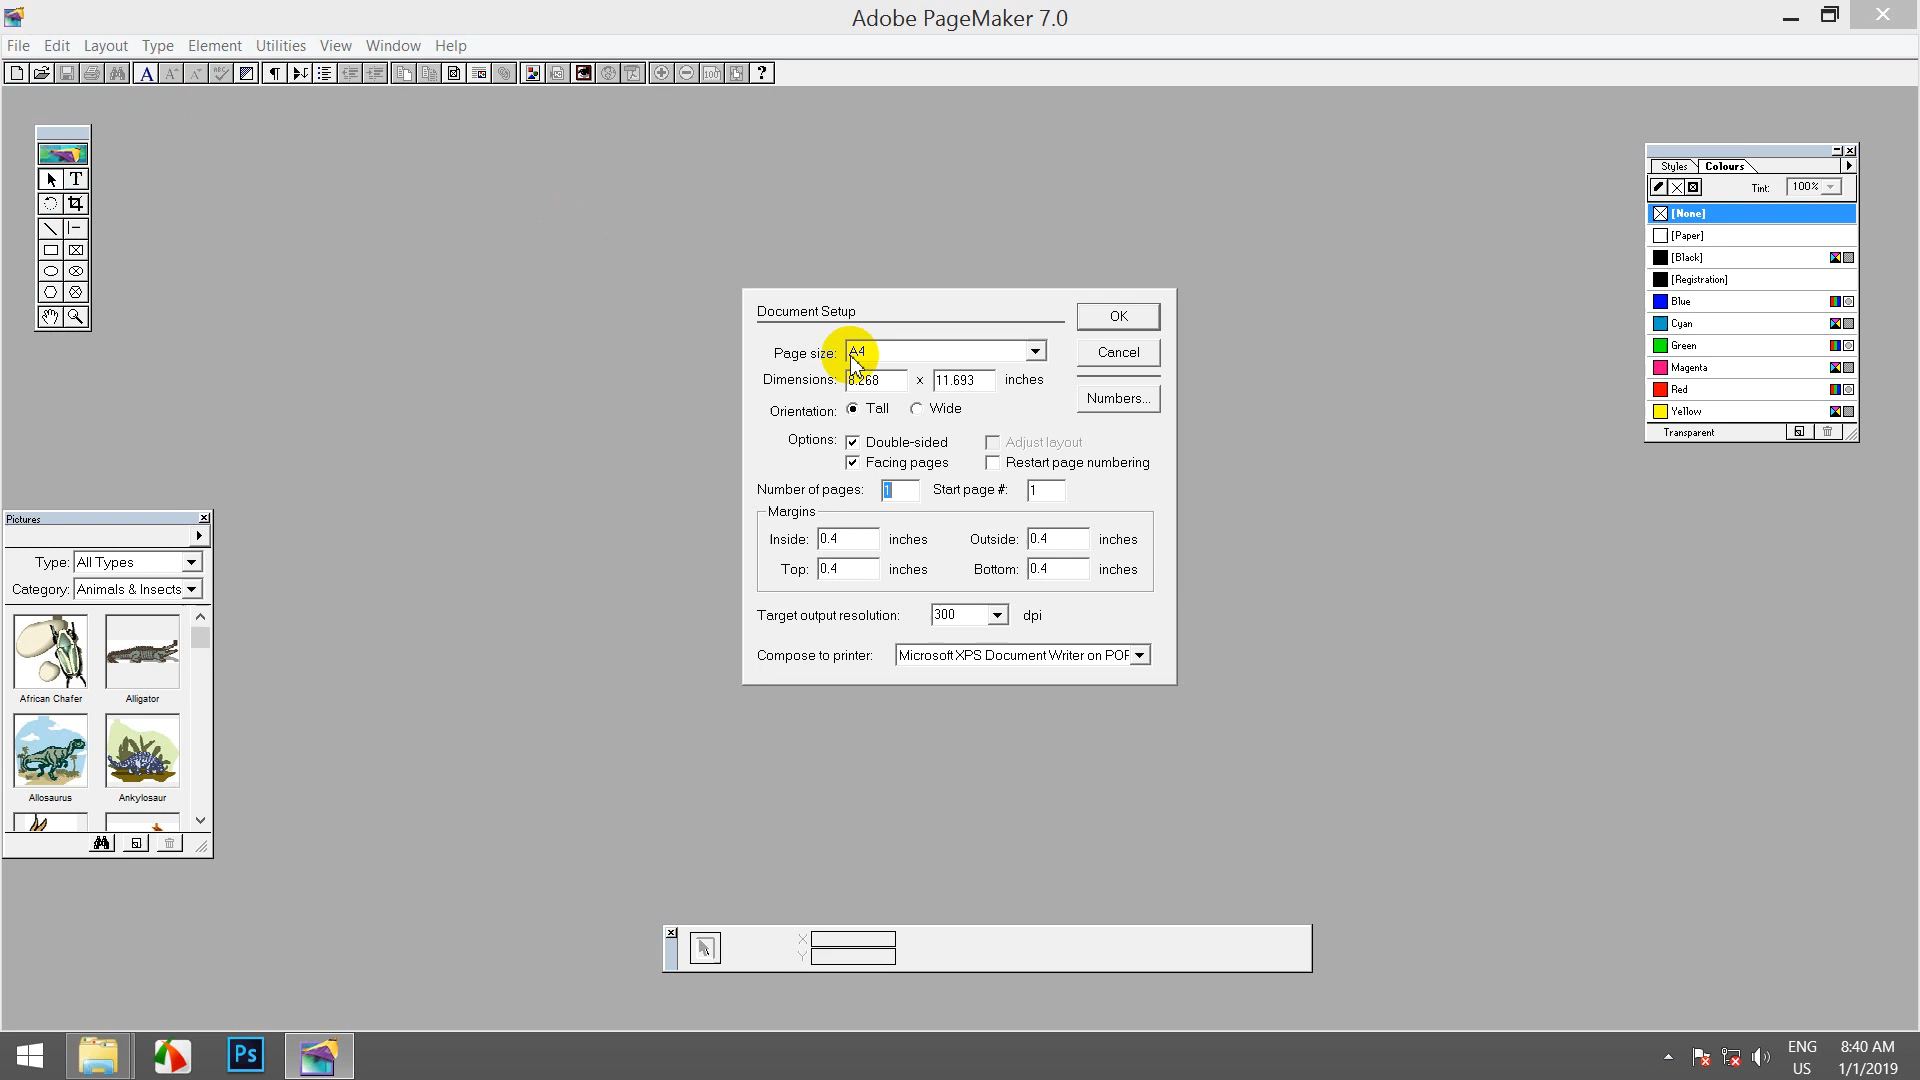 Adobe PageMaker 7.0
File Edit Layout Type Element Utilities View Window Help
Styles Colours
Tint: 100%
[None]
[Paper]
[Black]
[Registration]
Blue
Cyan
Green
Magenta
Red
Yellow
Transparent
Document Setup
OK
Page size: A4
Cancel
Dimensions: 8.268 x 11.693 inches
Numbers...
Orientation: Tall Wide
Options: Double-sided Adjust layout
Facing pages Restart page numbering
Number of pages: 1 Start page #: 1
Margins
Inside: 0.4 inches Outside: 0.4 inches
Top: 0.4 inches Bottom: 0.4 inches
Target output resolution: 300 dpi
Compose to printer: Microsoft XPS Document Writer on POR
Pictures
Type: All Types
Category: Animals & Insects
African Chafer Alligator
Allosaurus Ankylosaur
X
Y
Ps
ENG 8:40 AM
US 1/1/2019